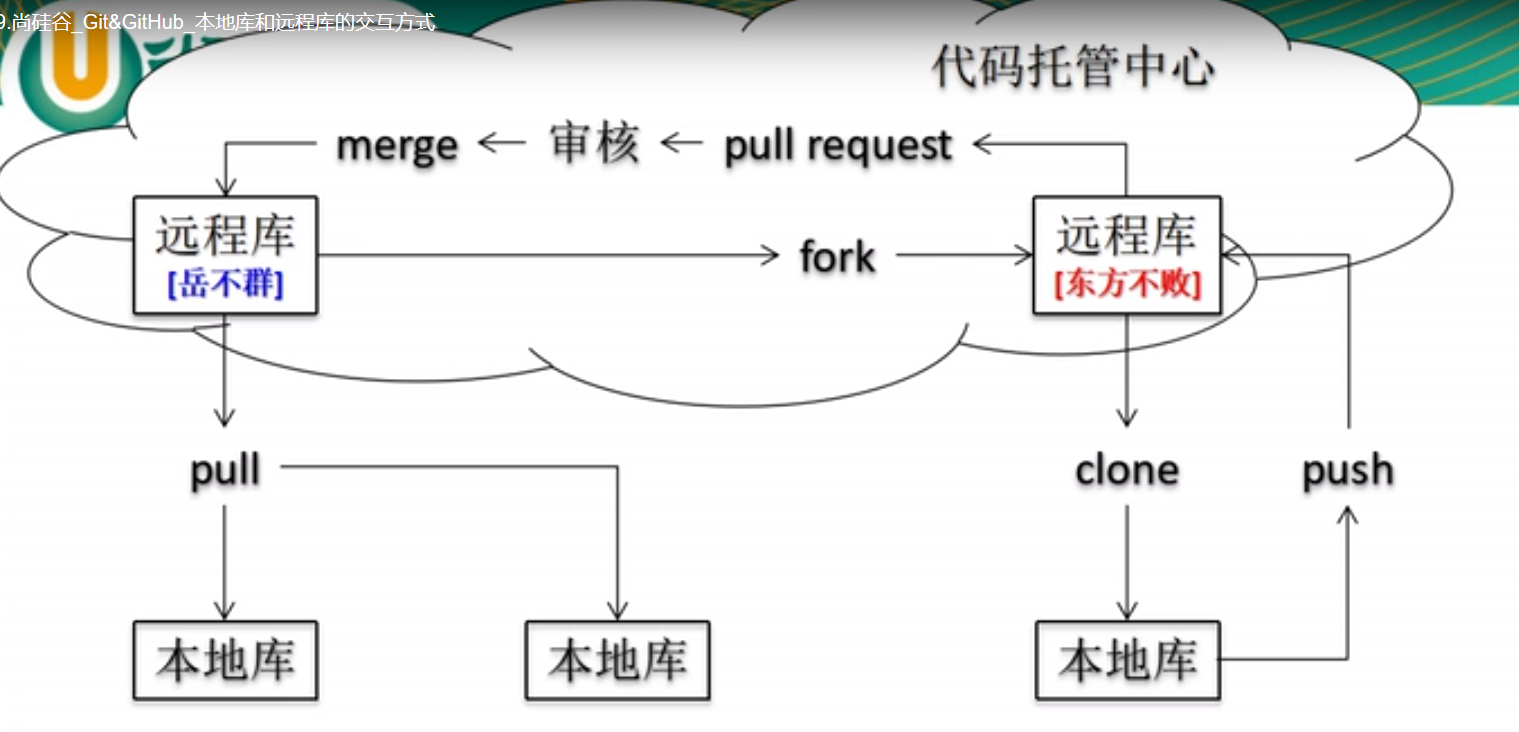 9.尚硅谷_Git&GitHub_本地库和远程库的交互方式
代码托管中心
merge ← 审核 ← pull request
远程库
[岳不群]
fork
远程库
[东方不败]
pull
clone
push
本地库
本地库
本地库